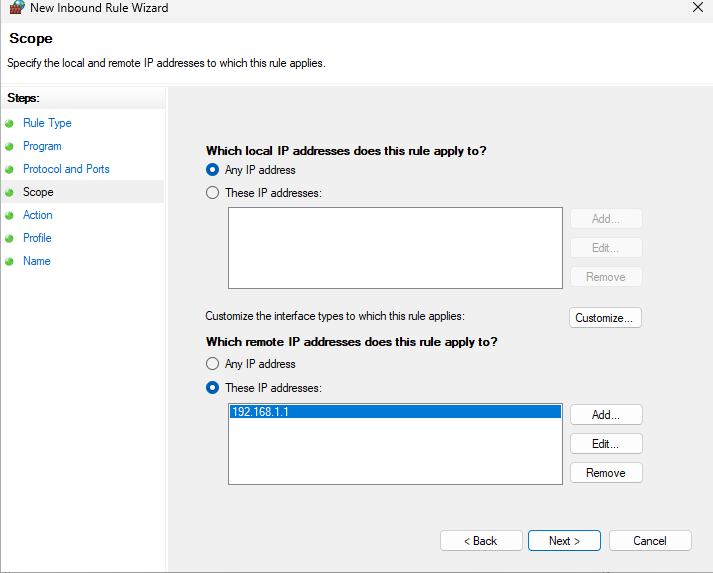 New Inbound Rule Wizard
Scope
Specify the local and remote IP addresses to which this rule applies.
Steps:
Rule Type
Program
Protocol and Ports
Scope
Action
Profile
Name
Which local IP addresses does this rule apply to?
Any IP address
These IP addresses:
Add...
Edit...
Remove
Customize the interface types to which this rule applies:
Customize...
Which remote IP addresses does this rule apply to?
Any IP address
These IP addresses:
192.168.1.1
Add...
Edit...
Remove
< Back
Next >
Cancel